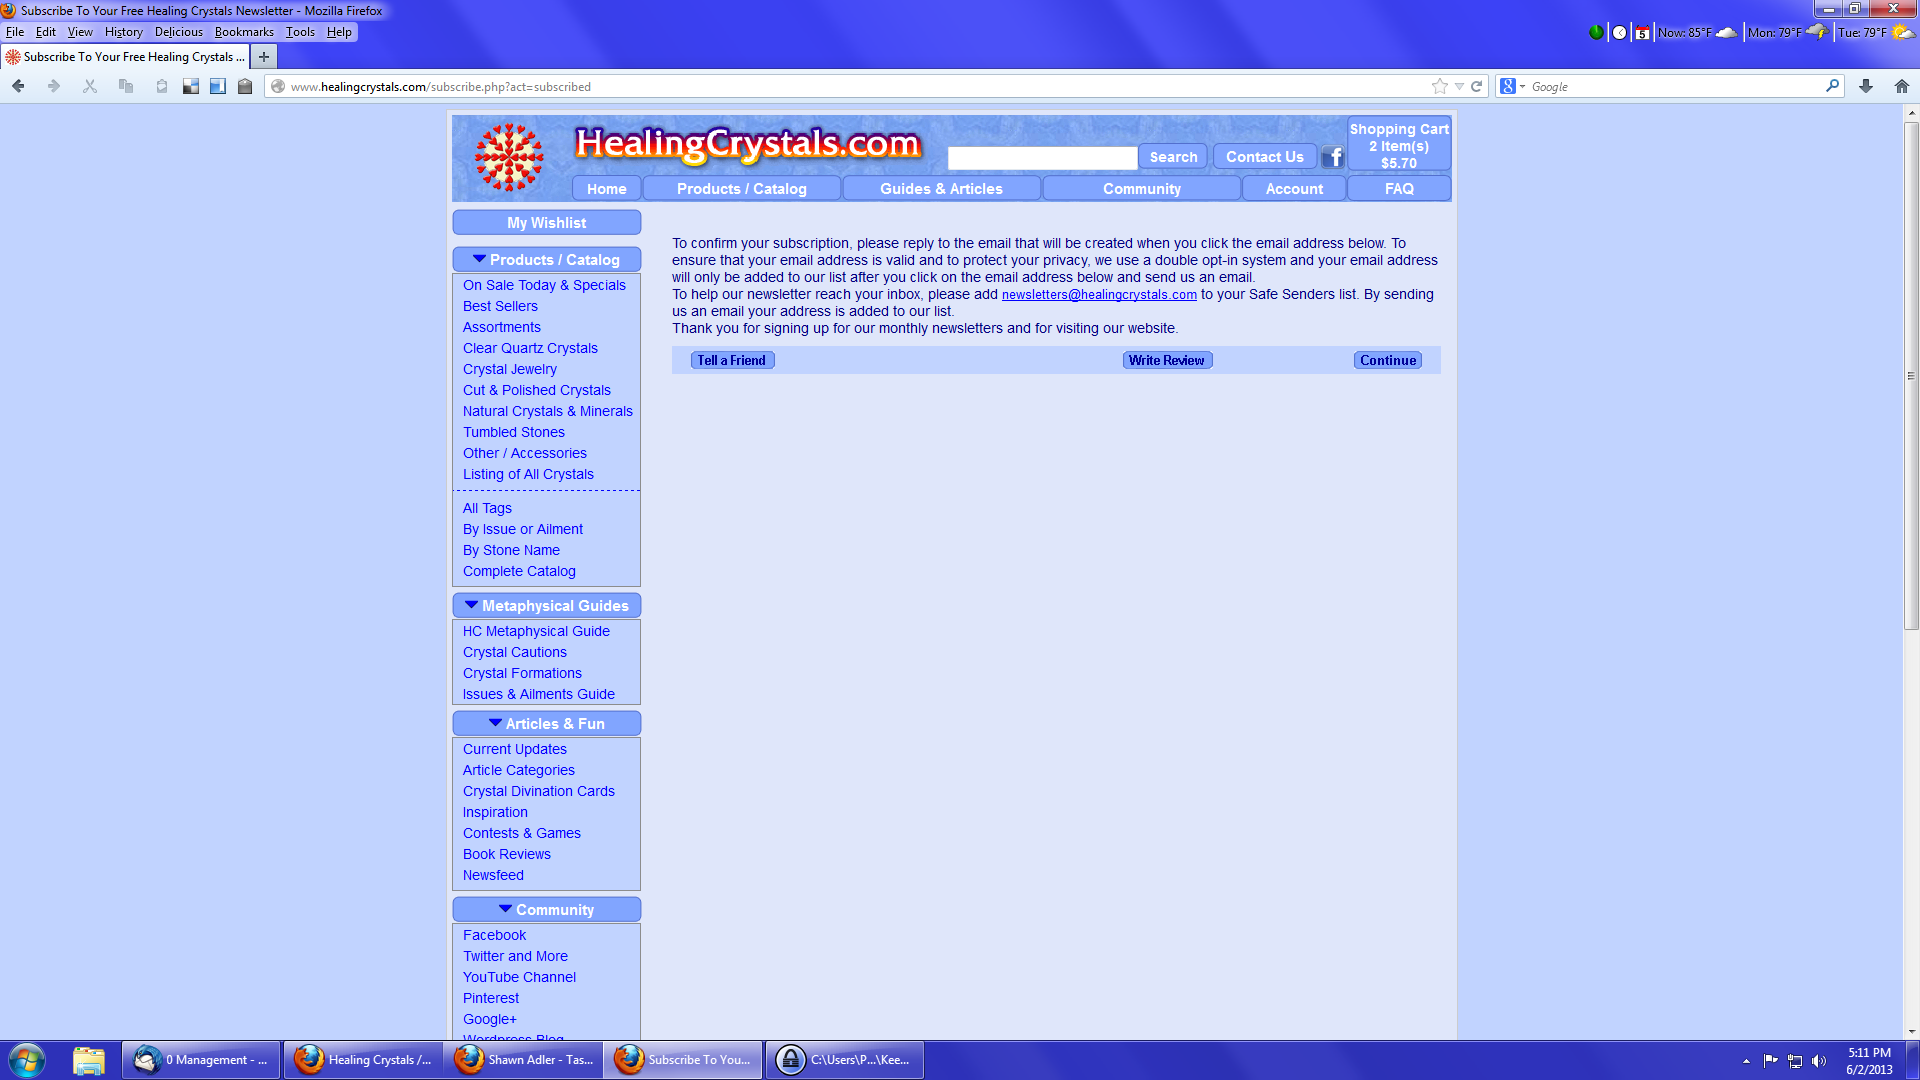 Subscribe To Your Free Healing Crystals Newsletter - Mozilla Firefox
File Edit View History Delicious Bookmarks Tools Help
5 Now: 85°F Mon: 79°F Tue: 79°F
Subscribe To Your Free Healing Crystals ...
www.healingcrystals.com/subscribe.php?act=subscribed
Google
HealingCrystals.com
Search Contact Us
Shopping Cart
2 Item(s)
$5.70
Home Products / Catalog Guides & Articles Community Account FAQ
My Wishlist
Products / Catalog
On Sale Today & Specials
Best Sellers
Assortments
Clear Quartz Crystals
Crystal Jewelry
Cut & Polished Crystals
Natural Crystals & Minerals
Tumbled Stones
Other / Accessories
Listing of All Crystals
All Tags
By Issue or Ailment
By Stone Name
Complete Catalog
Metaphysical Guides
HC Metaphysical Guide
Crystal Cautions
Crystal Formations
Issues & Ailments Guide
Articles & Fun
Current Updates
Article Categories
Crystal Divination Cards
Inspiration
Contests & Games
Book Reviews
Newsfeed
Community
Facebook
Twitter and More
YouTube Channel
Pinterest
Google+
Wordpress Blog
To confirm your subscription, please reply to the email that will be created when you click the email address below. To
ensure that your email address is valid and to protect your privacy, we use a double opt-in system and your email address
will only be added to our list after you click on the email address below and send us an email.
To help our newsletter reach your inbox, please add newsletters@healingcrystals.com to your Safe Senders list. By sending
us an email your address is added to our list.
Thank you for signing up for our monthly newsletters and for visiting our website.
Tell a Friend Write Review Continue
0 Management - ...
Healing Crystals /...
Shawn Adler - Tas...
Subscribe To You...
C:\Users\P...\Kee...
5:11 PM
6/2/2013